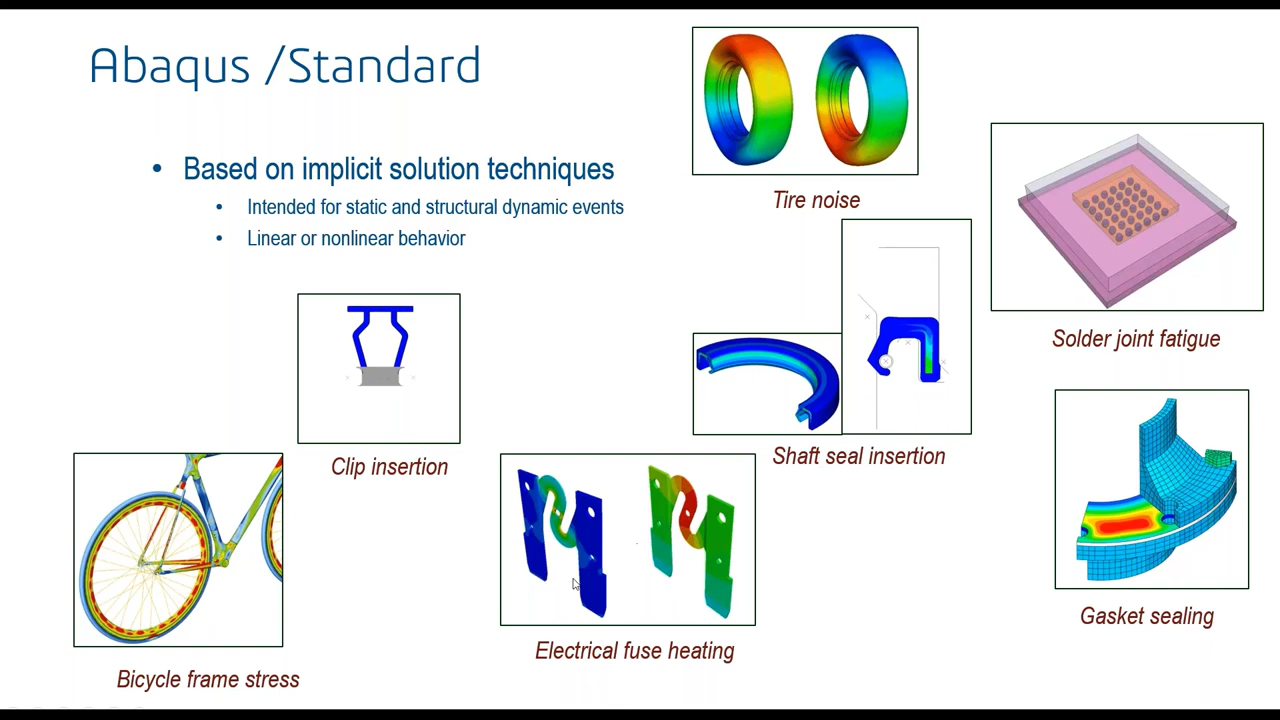 Abaqus /Standard
• Based on implicit solution techniques
• Intended for static and structural dynamic events
• Linear or nonlinear behavior
Tire noise
Solder joint fatigue
Clip insertion
Shaft seal insertion
Gasket sealing
Electrical fuse heating
Bicycle frame stress